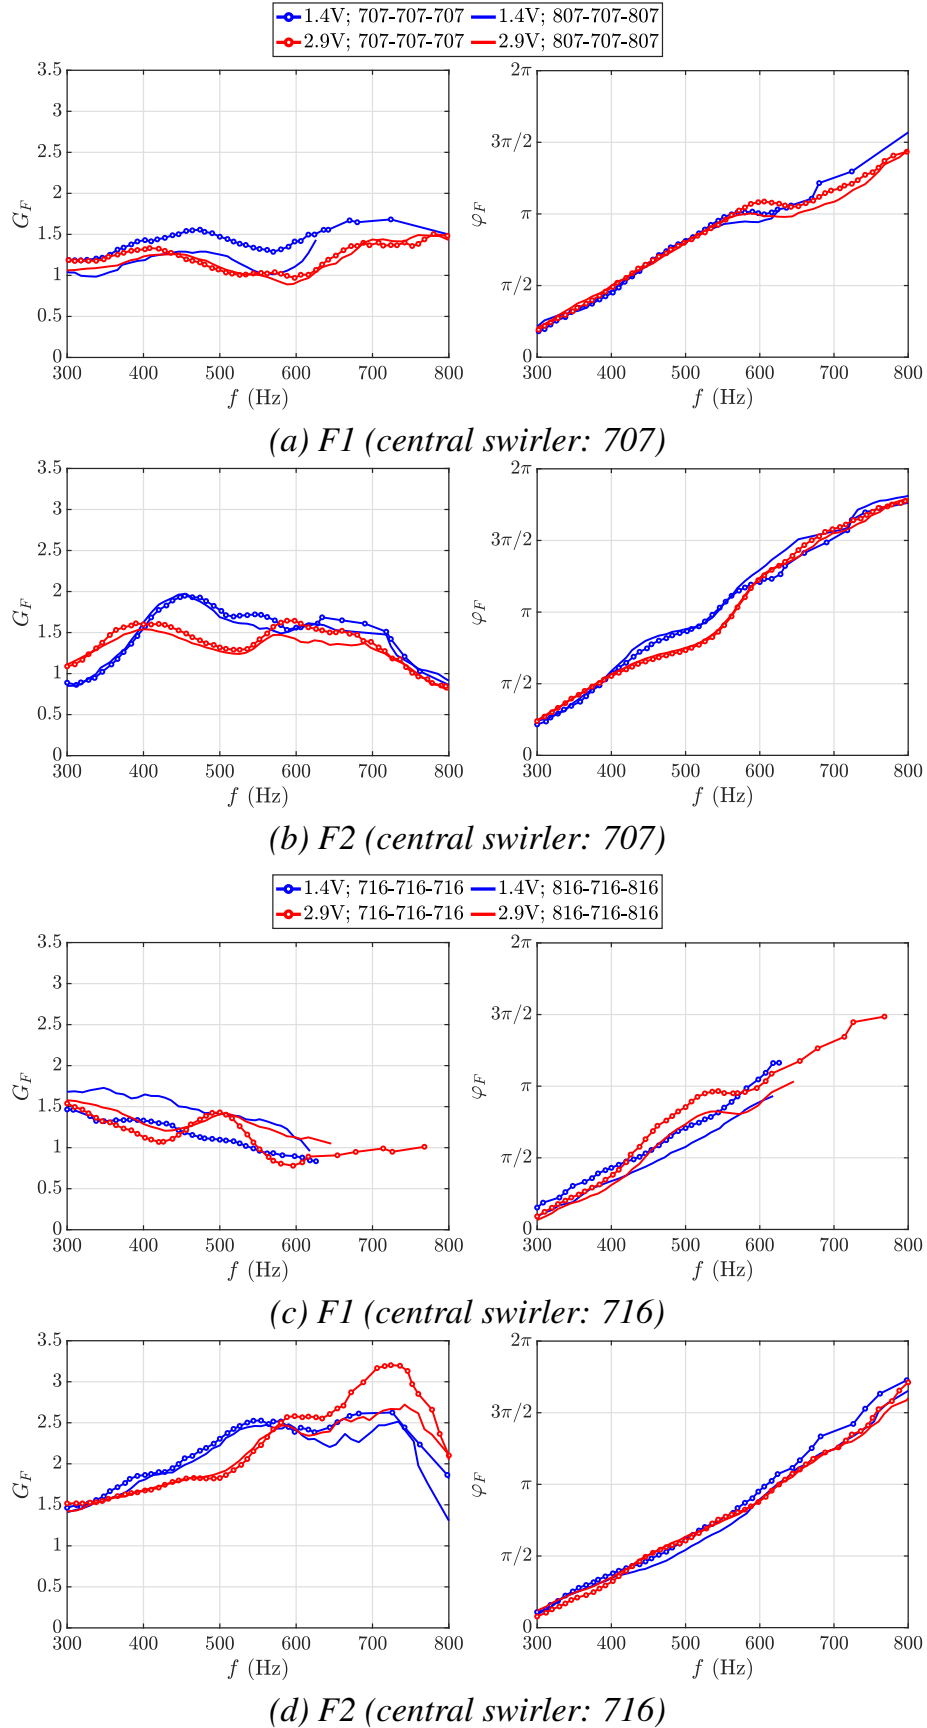 1.4V; 707-707-707 1.4V; 807-707-807
2.9V; 707-707-707 2.9V; 807-707-807
3.5 3 2.5 2 1.5 1 0.5 0
G_F
300 400 500 600 700 800
f (Hz)
2π 3π/2 π π/2 0
φ_F
300 400 500 600 700 800
f (Hz)
(a) F1 (central swirler: 707)
3.5 3 2.5 2 1.5 1 0.5 0
G_F
300 400 500 600 700 800
f (Hz)
2π 3π/2 π π/2 0
φ_F
300 400 500 600 700 800
f (Hz)
(b) F2 (central swirler: 707)
1.4V; 716-716-716 1.4V; 816-716-816
2.9V; 716-716-716 2.9V; 816-716-816
3.5 3 2.5 2 1.5 1 0.5 0
G_F
300 400 500 600 700 800
f (Hz)
2π 3π/2 π π/2 0
φ_F
300 400 500 600 700 800
f (Hz)
(c) F1 (central swirler: 716)
3.5 3 2.5 2 1.5 1 0.5 0
G_F
300 400 500 600 700 800
f (Hz)
2π 3π/2 π π/2 0
φ_F
300 400 500 600 700 800
f (Hz)
(d) F2 (central swirler: 716)